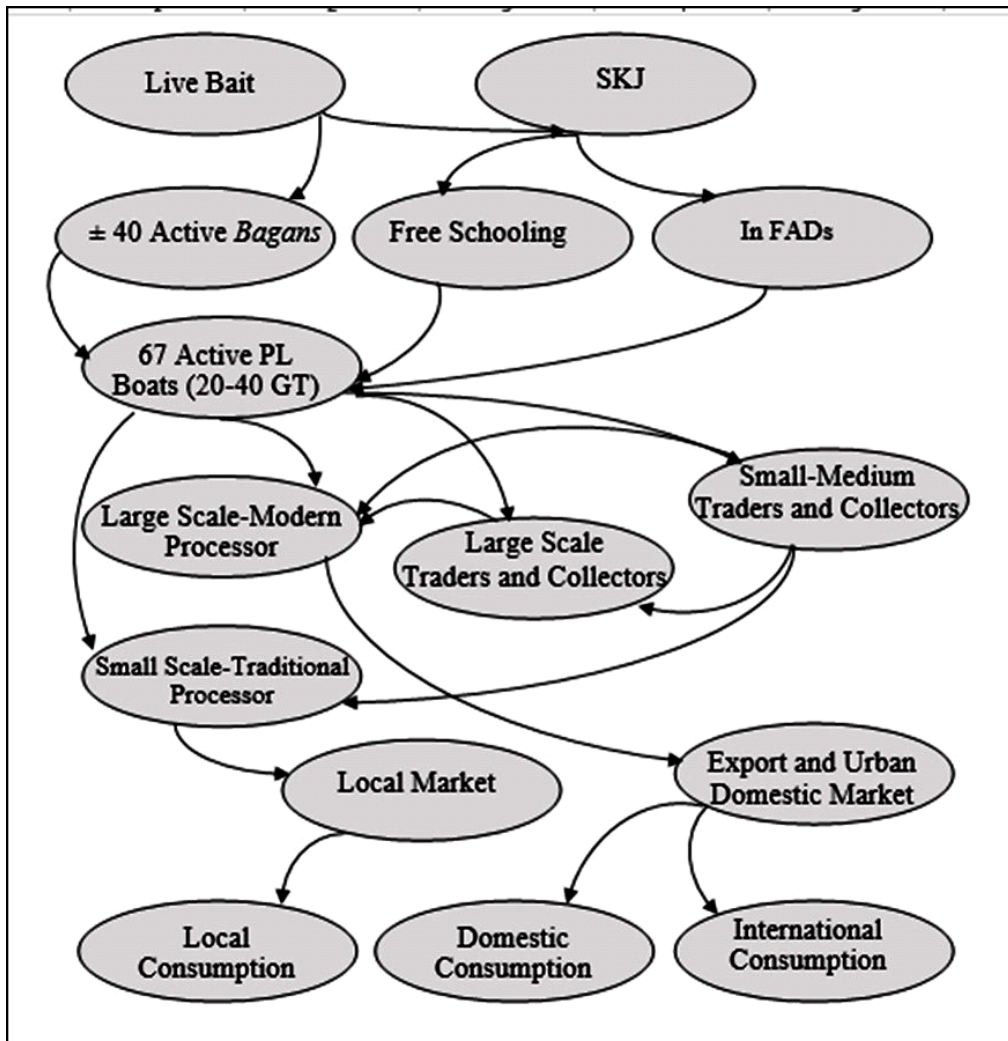 Live Bait
SKJ
± 40 Active Bagans
Free Schooling
In FADs
67 Active PL
Boats (20-40 GT)
Small-Medium
Traders and Collectors
Large Scale-Modern
Processor
Large Scale
Traders and Collectors
Small Scale-Traditional
Processor
Local Market
Export and Urban
Domestic Market
Local
Consumption
Domestic
Consumption
International
Consumption